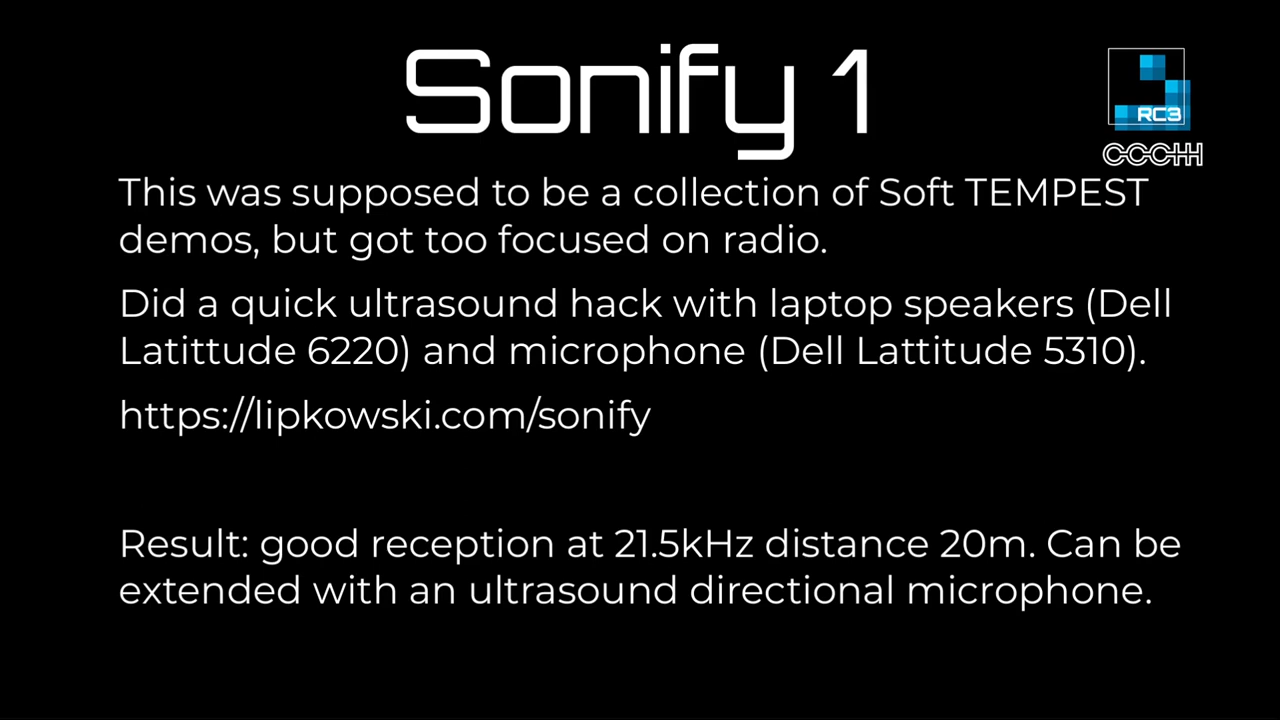 Sonify 1
RC3
CCCHH
This was supposed to be a collection of Soft TEMPEST
demos, but got too focused on radio.
Did a quick ultrasound hack with laptop speakers (Dell
Latittude 6220) and microphone (Dell Lattitude 5310).
https://lipkowski.com/sonify
Result: good reception at 21.5kHz distance 20m. Can be
extended with an ultrasound directional microphone.